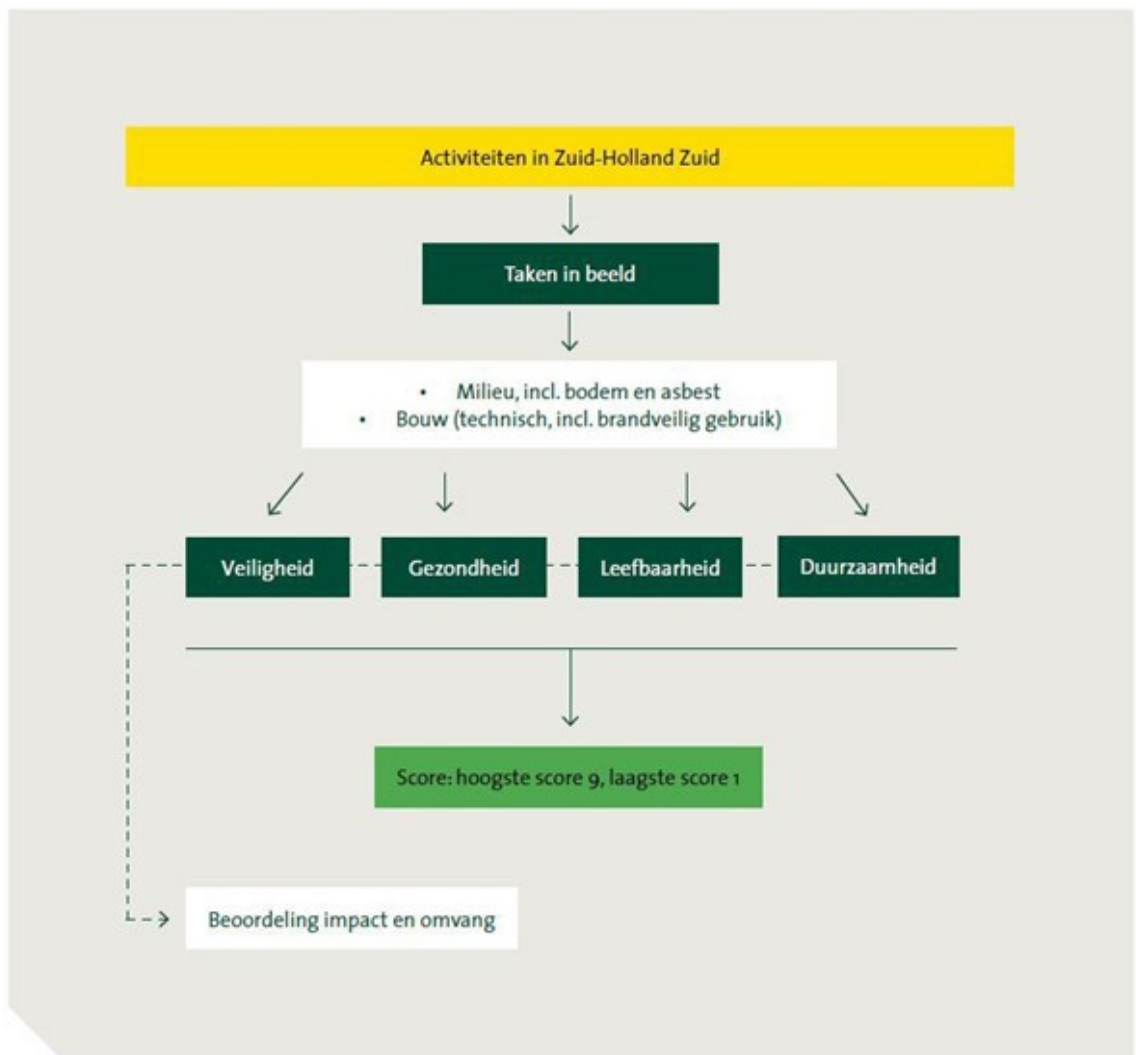 Activiteiten in Zuid-Holland Zuid
Taken in beeld
• Milieu, incl. bodem en asbest
• Bouw (technisch, incl. brandveilig gebruik)
Veiligheid
Gezondheid
Leefbaarheid
Duurzaamheid
Score: hoogste score 9, laagste score 1
Beoordeling impact en omvang